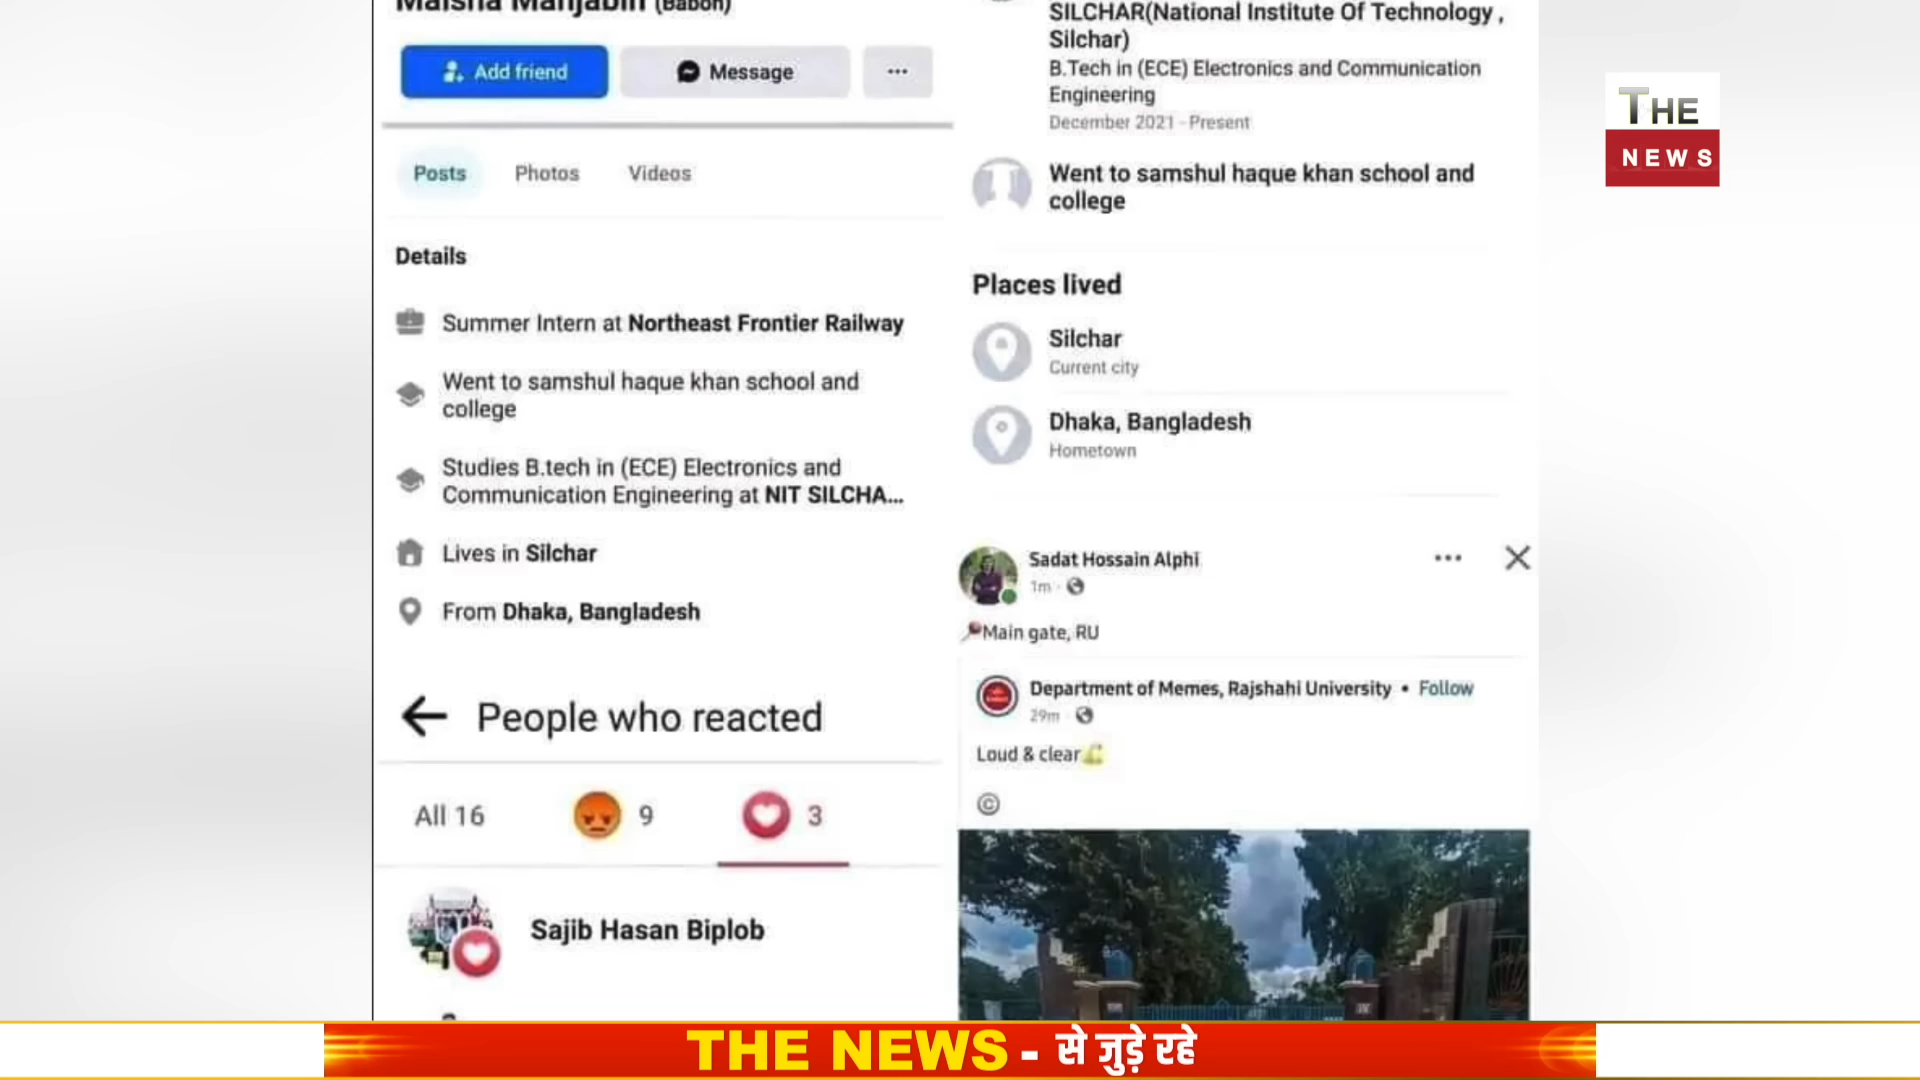 Maisha Mahjabin (Babon)
Add friend
Message
Posts
Photos
Videos
Details
Summer Intern at Northeast Frontier Railway
Went to samshul haque khan school and
college
Studies B.tech in (ECE) Electronics and
Communication Engineering at NIT SILCHA...
Lives in Silchar
From Dhaka, Bangladesh
People who reacted
All 16
9
3
Sajib Hasan Biplob
SILCHAR(National Institute Of Technology ,
Silchar)
B.Tech in (ECE) Electronics and Communication
Engineering
December 2021 - Present
Went to samshul haque khan school and
college
Places lived
Silchar
Current city
Dhaka, Bangladesh
Hometown
Sadat Hossain Alphi
1m
Main gate, RU
Department of Memes, Rajshahi University • Follow
29m
Loud & clear
©
THE
NEWS
THE NEWS - से जुड़े रहे